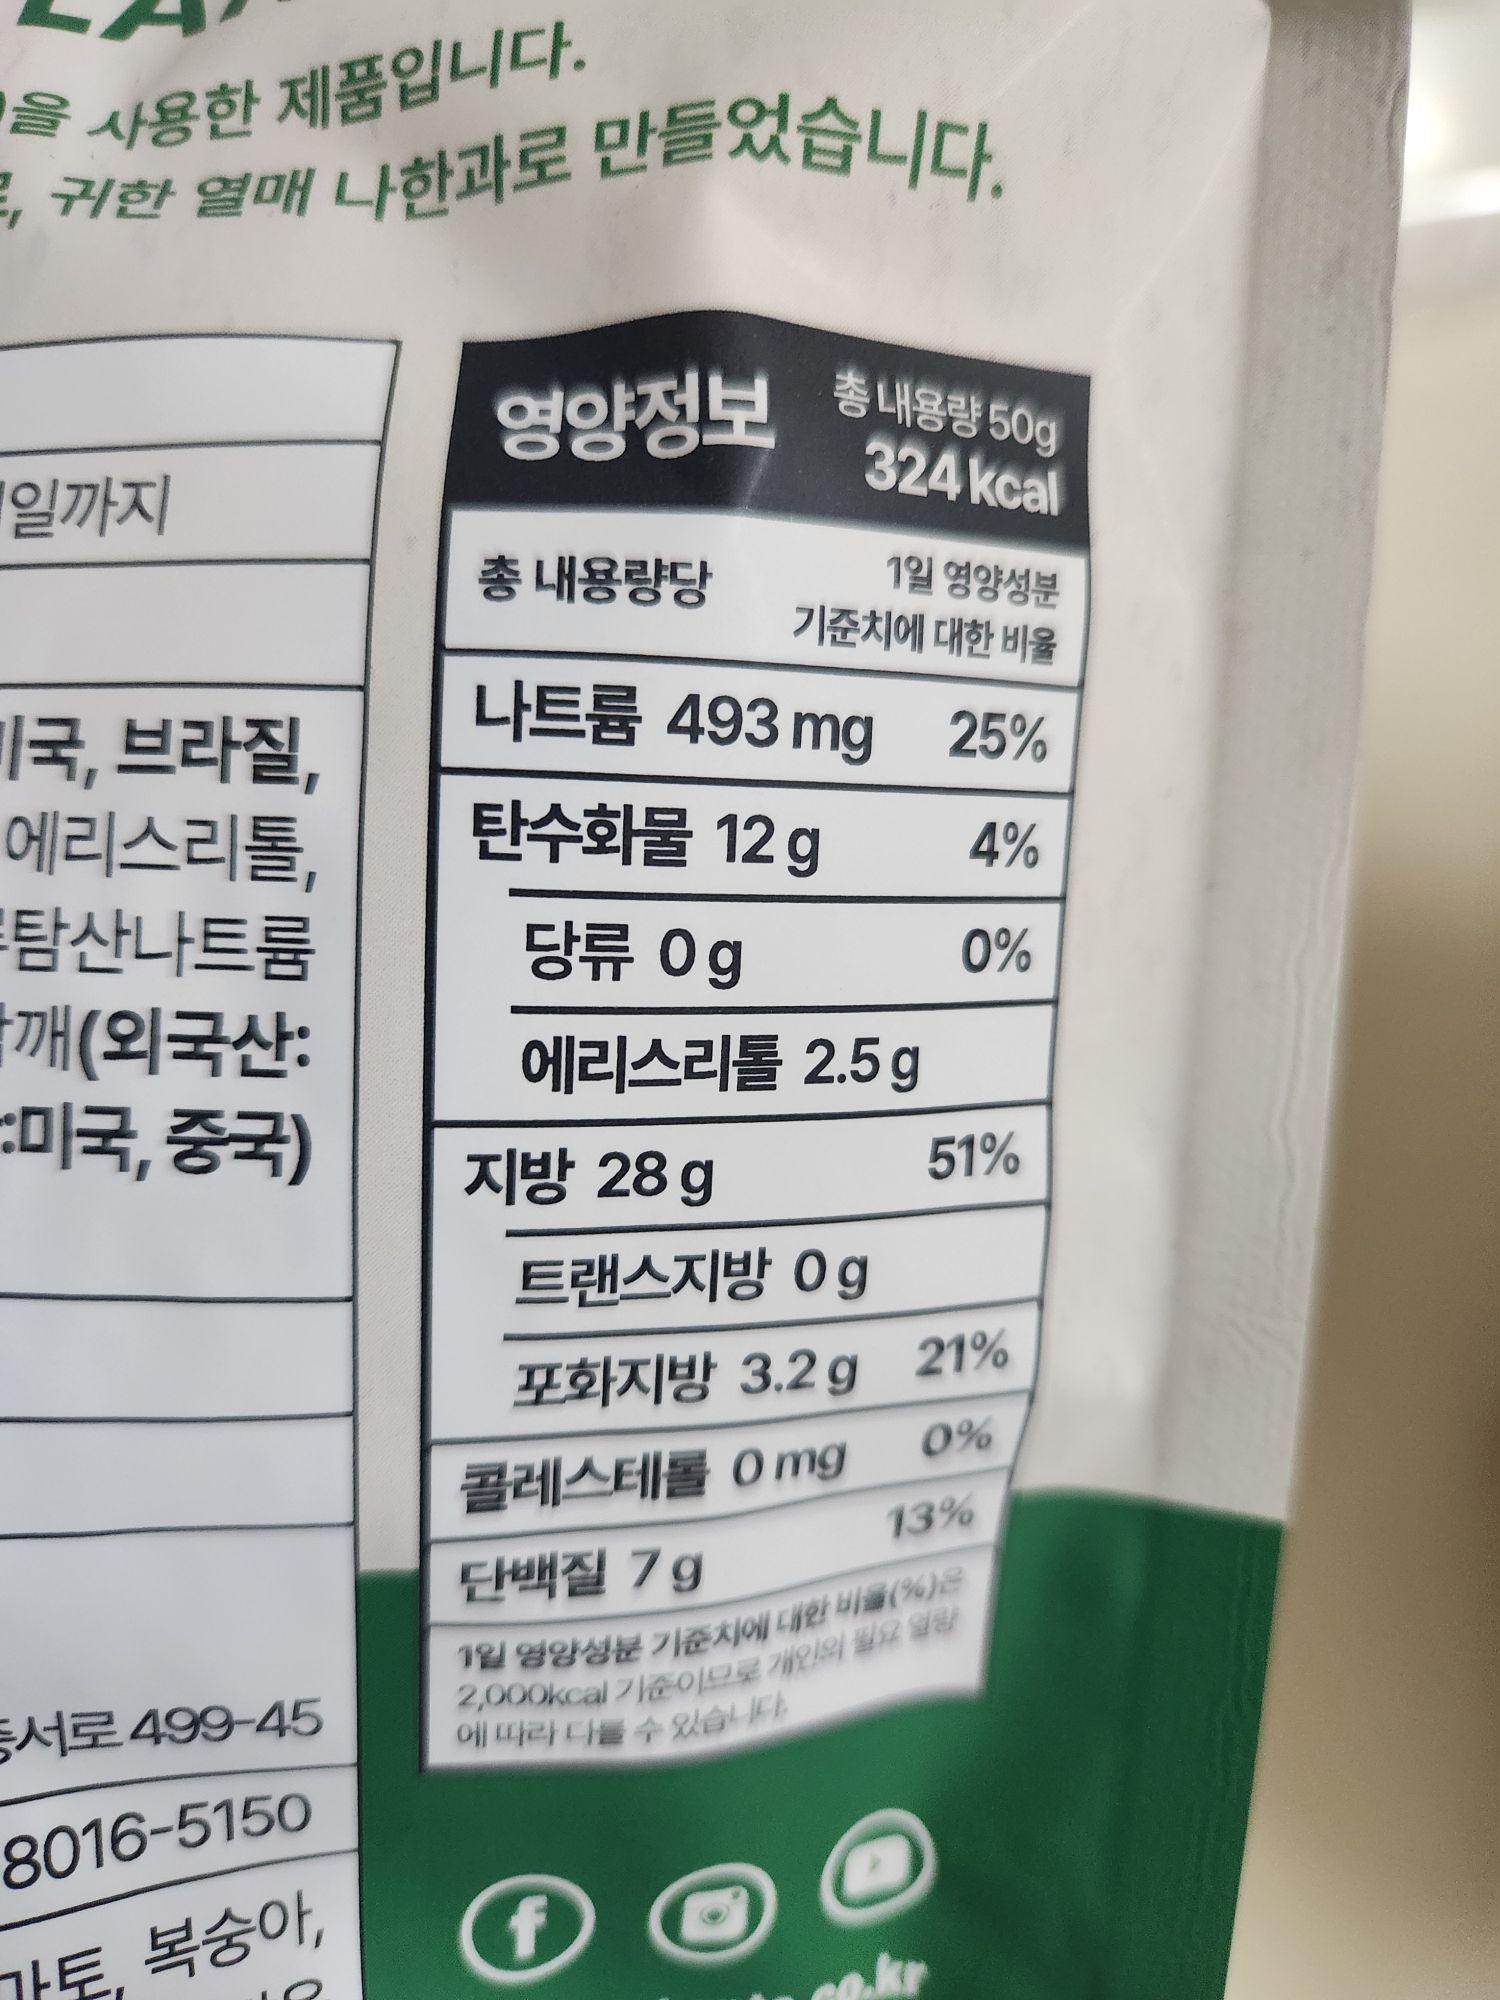 을 사용한 제품입니다.
, 귀한 열매 나한과로 만들었습니다.
일까지
미국, 브라질,
에리스리톨,
탐산나트륨
깨(외국산:
:미국, 중국)
서로 499-45
8016-5150
마토, 복숭아,
영양정보
총 내용량 50g
324 kcal
총 내용량당
1일 영양성분
기준치에 대한 비율
나트륨 493 mg 25%
탄수화물 12 g 4%
당류 0 g 0%
에리스리톨 2.5 g
지방 28 g 51%
트랜스지방 0 g
포화지방 3.2 g 21%
콜레스테롤 0 mg 0%
단백질 7 g 13%
1일 영양성분 기준치에 대한 비율(%)은
2,000kcal 기준이므로 개인의 필요 열량
에 따라 다를 수 있습니다.
.co.kr